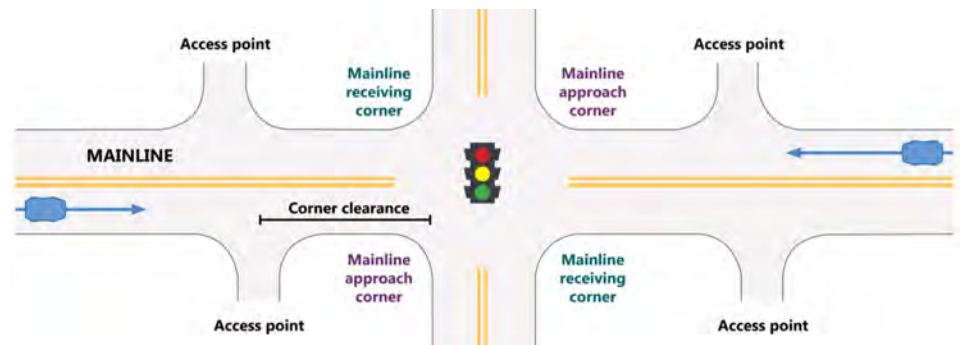 Access point
Access point
Mainline
receiving
corner
Mainline
approach
corner
MAINLINE
Corner clearance
Mainline
approach
corner
Mainline
receiving
corner
Access point
Access point